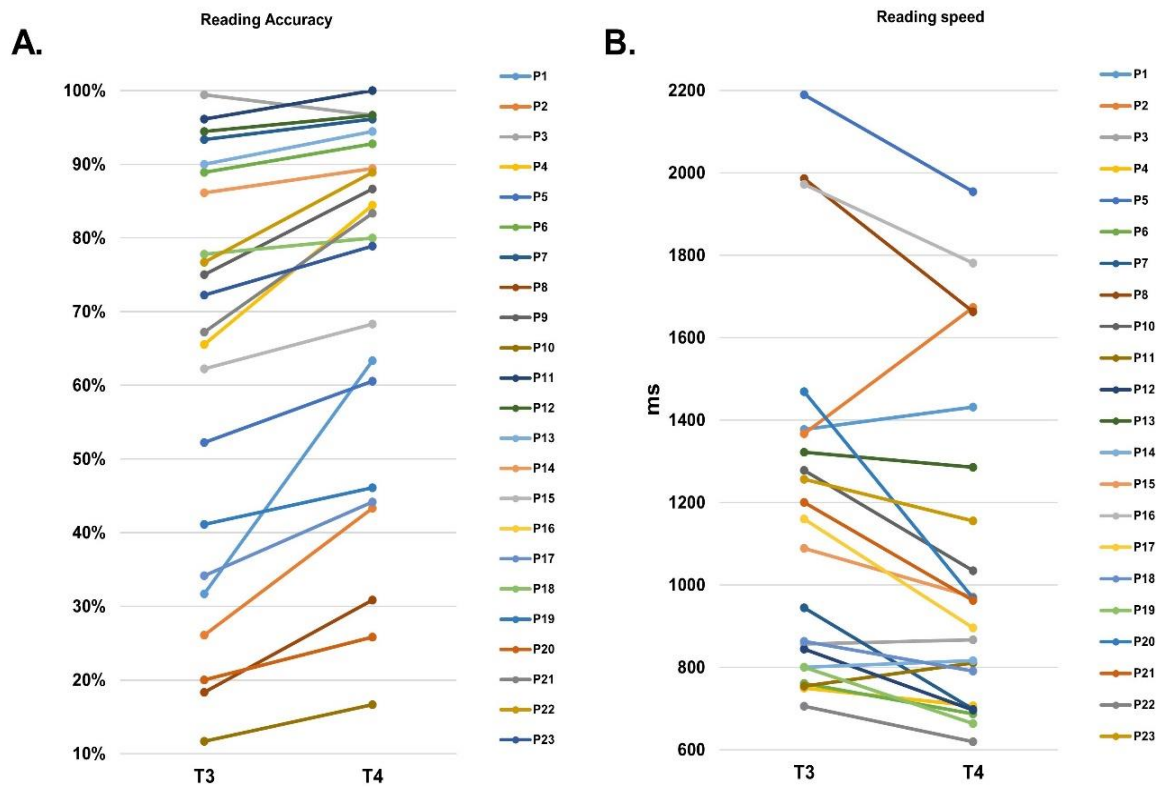 Reading Accuracy
A.
100%
90%
80%
70%
60%
50%
40%
30%
20%
10%
T3 T4
P1
P2
P3
P4
P5
P6
P7
P8
P9
P10
P11
P12
P13
P14
P15
P16
P17
P18
P19
P20
P21
P22
P23
Reading speed
B.
ms
2200
2000
1800
1600
1400
1200
1000
800
600
T3 T4
P1
P2
P3
P4
P5
P6
P7
P8
P10
P11
P12
P13
P14
P15
P16
P17
P18
P19
P20
P21
P22
P23